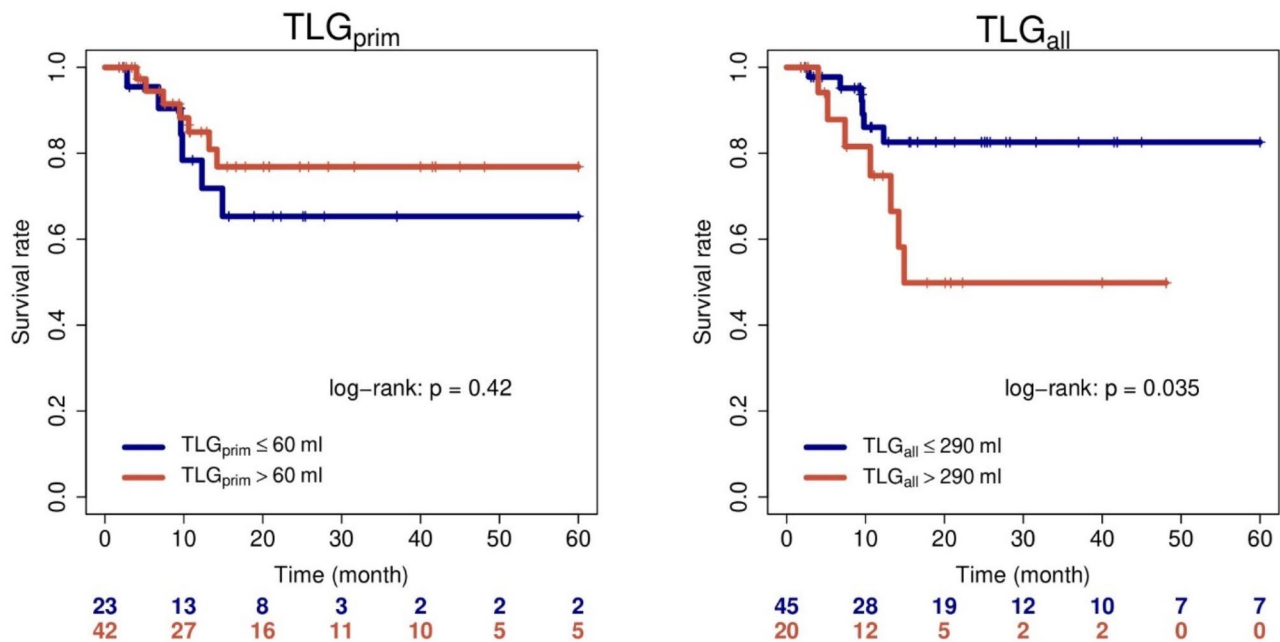 TLGprim
1.0
0.8
0.6
0.4
0.2
0.0
Survival rate
log−rank: p = 0.42
TLGprim ≤ 60 ml
TLGprim > 60 ml
0 10 20 30 40 50 60
Time (month)
23 13 8 3 2 2 2
42 27 16 11 10 5 5
TLGall
1.0
0.8
0.6
0.4
0.2
0.0
Survival rate
log−rank: p = 0.035
TLGall ≤ 290 ml
TLGall > 290 ml
0 10 20 30 40 50 60
Time (month)
45 28 19 12 10 7 7
20 12 5 2 2 0 0